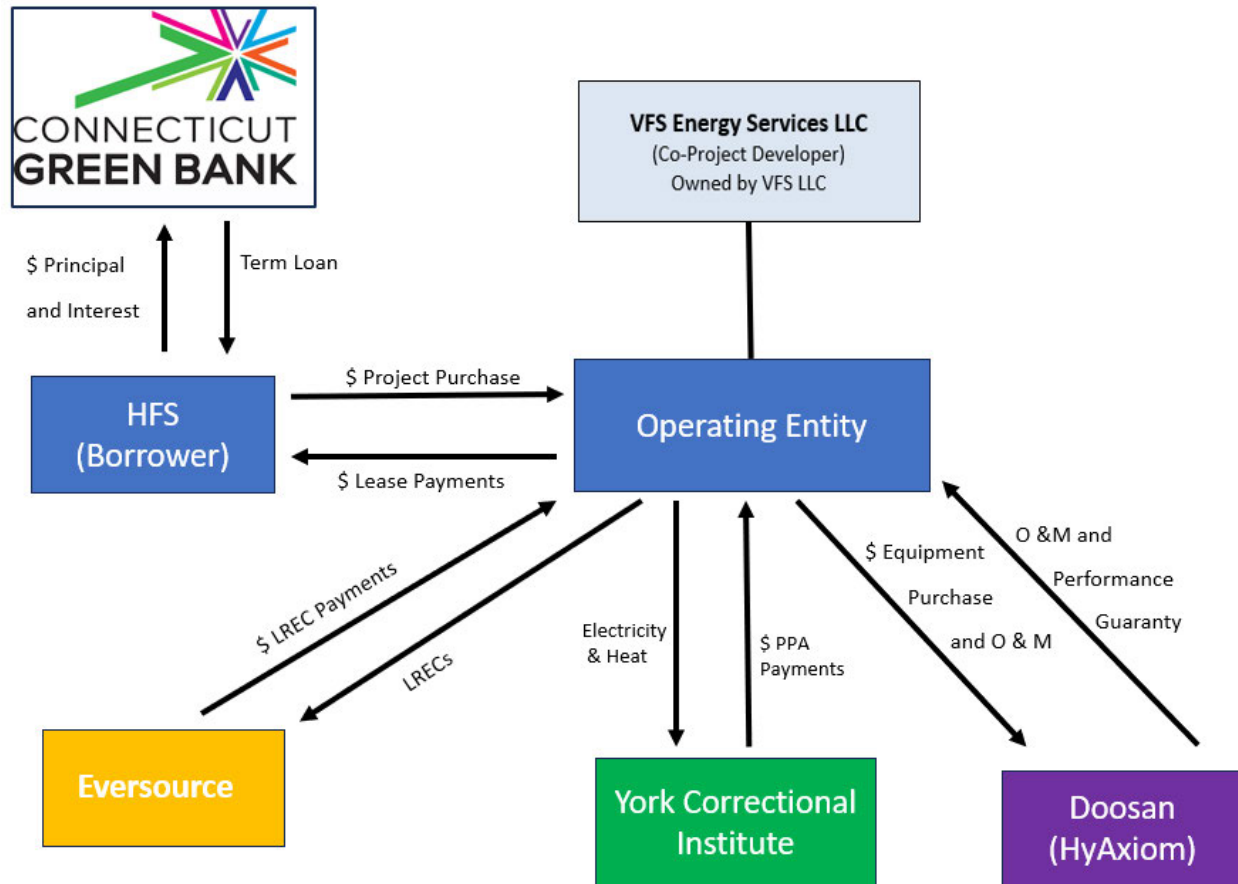 CONNECTICUT
GREEN BANK
VFS Energy Services LLC
(Co-Project Developer)
Owned by VFS LLC
$ Principal
and Interest
Term Loan
HFS
(Borrower)
$ Project Purchase
$ Lease Payments
Operating Entity
$ LREC Payments
LRECs
Electricity
& Heat
$ PPA
Payments
$ Equipment
Purchase
and O & M
O &M and
Performance
Guaranty
Eversource
York Correctional
Institute
Doosan
(HyAxiom)